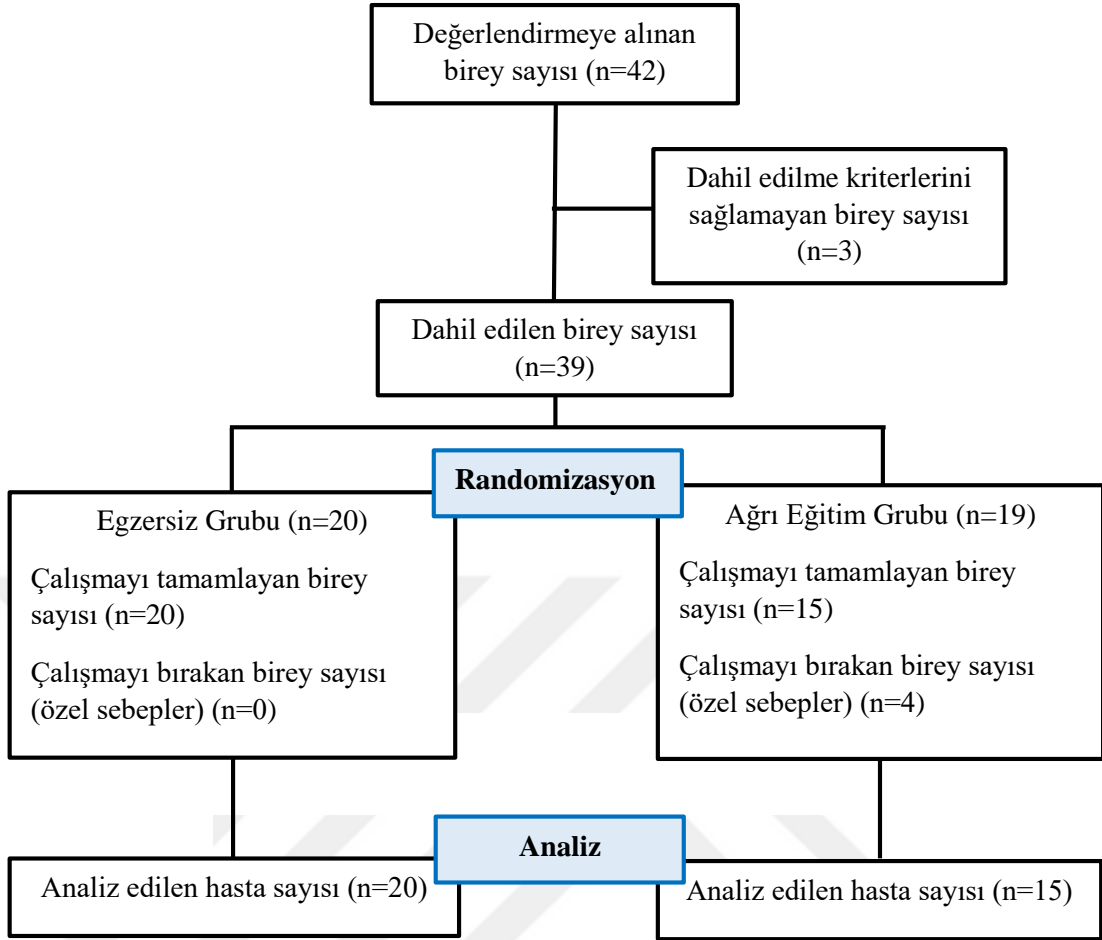 Değerlendirmeye alınan
birey sayısı (n=42)
Dahil edilme kriterlerini
sağlamayan birey sayısı
(n=3)
Dahil edilen birey sayısı
(n=39)
Randomizasyon
Egzersiz Grubu (n=20)
Çalışmayı tamamlayan birey
sayısı (n=20)
Çalışmayı bırakan birey sayısı
(özel sebepler) (n=0)
Ağrı Eğitim Grubu (n=19)
Çalışmayı tamamlayan birey
sayısı (n=15)
Çalışmayı bırakan birey sayısı
(özel sebepler) (n=4)
Analiz
Analiz edilen hasta sayısı (n=20)
Analiz edilen hasta sayısı (n=15)